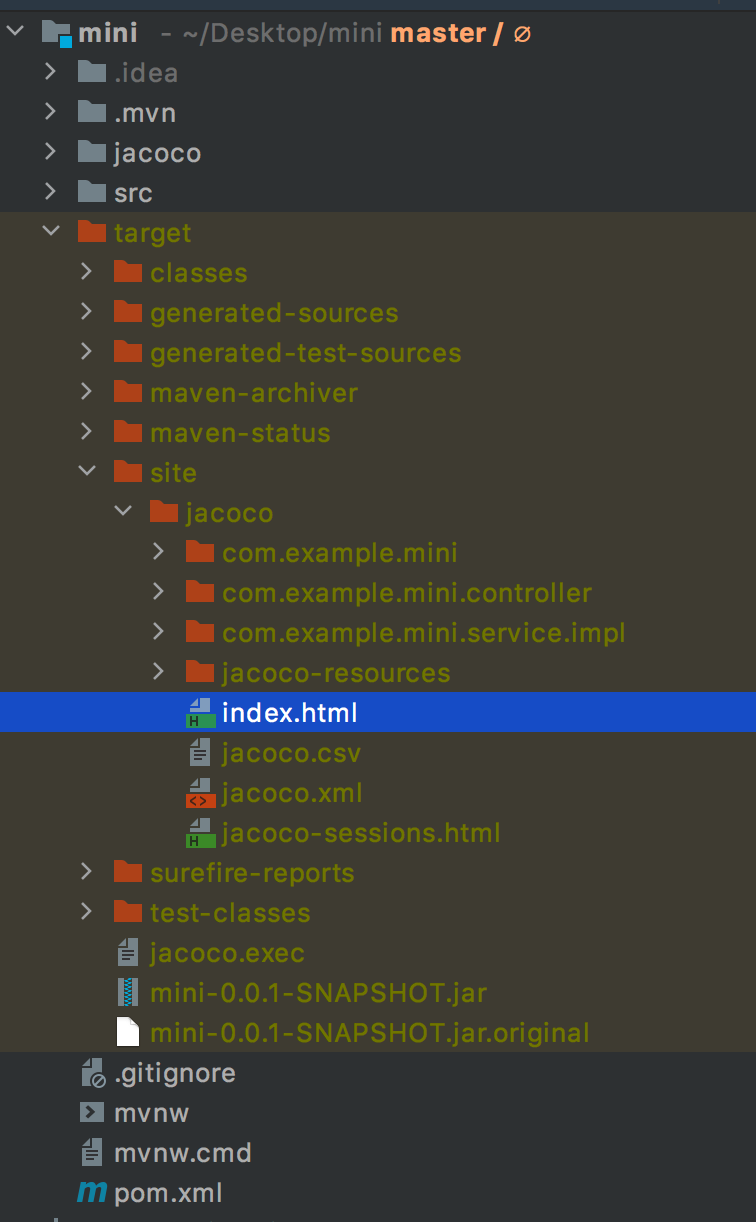 mini - ~/Desktop/mini master / ∅
.idea
.mvn
jacoco
src
target
classes
generated-sources
generated-test-sources
maven-archiver
maven-status
site
jacoco
com.example.mini
com.example.mini.controller
com.example.mini.service.impl
jacoco-resources
index.html
jacoco.csv
jacoco.xml
jacoco-sessions.html
surefire-reports
test-classes
jacoco.exec
mini-0.0.1-SNAPSHOT.jar
mini-0.0.1-SNAPSHOT.jar.original
.gitignore
mvnw
mvnw.cmd
pom.xml